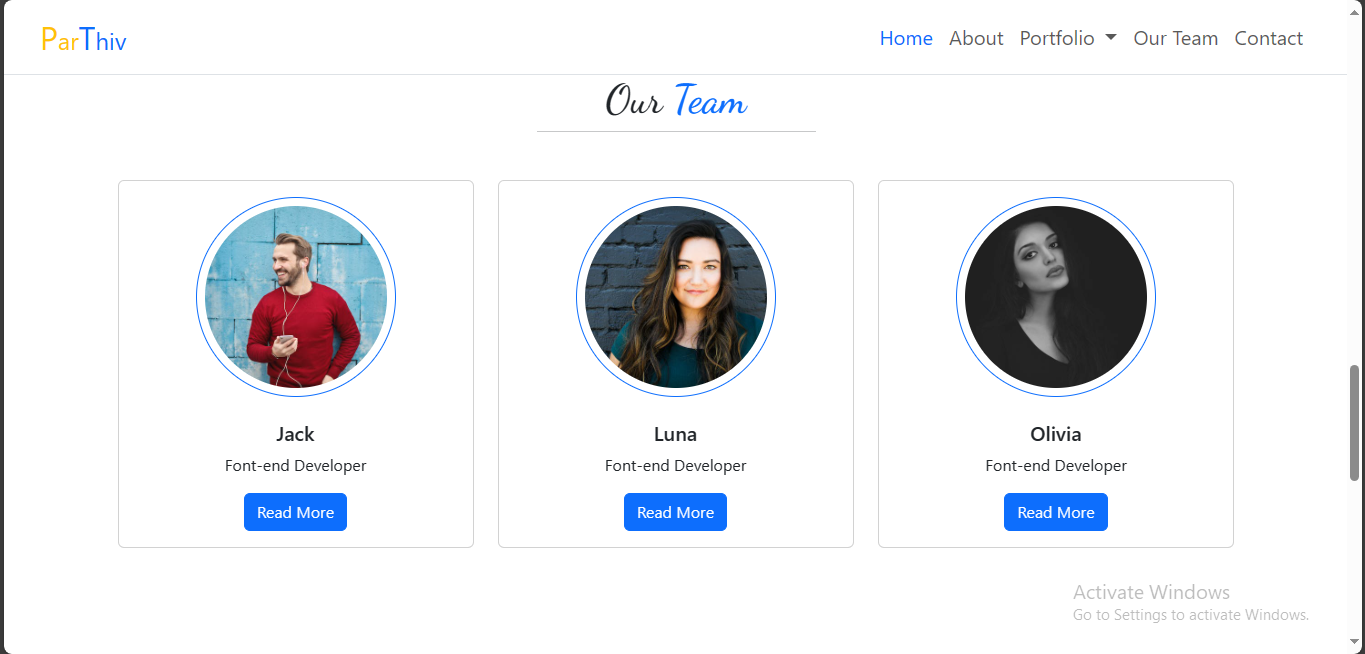 ParThiv
Home About Portfolio Our Team Contact
Our Team
Jack
Font-end Developer
Read More
Luna
Font-end Developer
Read More
Olivia
Font-end Developer
Read More
Activate Windows
Go to Settings to activate Windows.